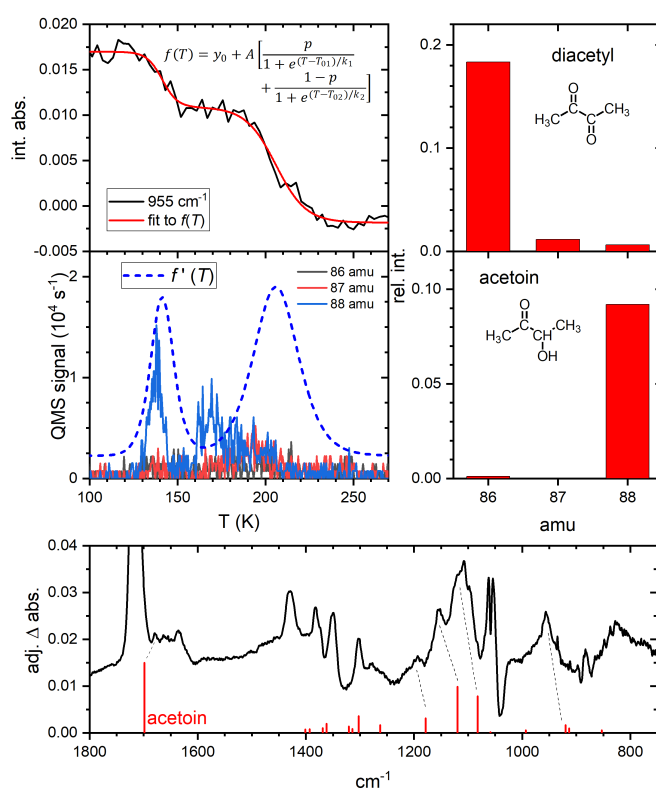 f(T) = y₀ + A[ p / 1 + e^(T−T₀₁)/k₁
+ 1 − p / 1 + e^(T−T₀₂)/k₂ ]
0.020
0.015
0.010
0.005
0.000
-0.005
int. abs.
955 cm⁻¹
fit to f(T)
0.2
0.1
0.0
diacetyl
O
H₃C
CH₃
O
rel. int.
2
1
0
QMS signal (10⁴ s⁻¹)
f ' (T)
86 amu
87 amu
88 amu
100
150
200
250
T (K)
0.10
0.05
0.00
acetoin
O
CH₃
H₃C
CH
OH
86
87
88
amu
0.04
0.03
0.02
0.01
0.00
adj. Δ abs.
acetoin
1800
1600
1400
1200
1000
800
cm⁻¹